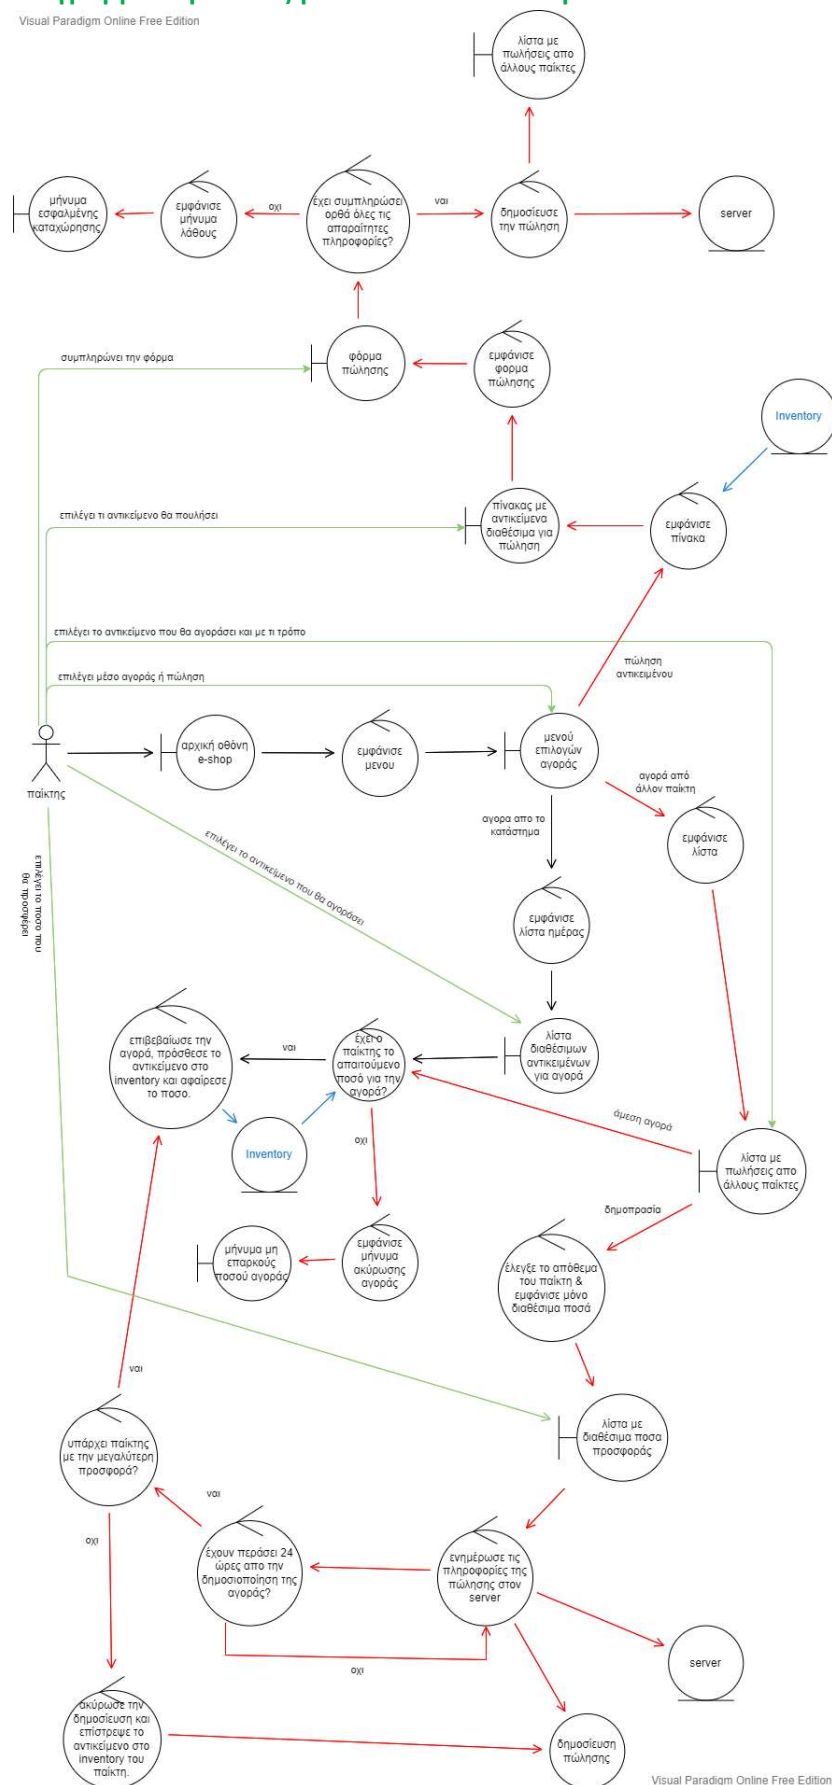 Visual Paradigm Online Free Edition
λίστα με
πωλήσεις απο
άλλους παίκτες
μήνυμα
εσφαλμένης
καταχώρησης
εμφάνισε
μήνυμα
λάθους
οχι
έχει συμπληρώσει
ορθά όλες τις
απαραίτητες
πληροφορίες?
ναι
δημοσίευσε
την πώληση
server
συμπληρώνει την φόρμα
φόρμα
πώλησης
εμφάνισε
φορμα
πώλησης
Inventory
επιλέγει τι αντικείμενο θα πουλήσει
πίνακας με
αντικείμενα
διαθέσιμα για
πώληση
εμφάνισε
πίνακα
επιλέγει το αντικείμενο που θα αγοράσει και με τι τρόπο
πώληση
αντικειμένου
επιλέγει μέσο αγοράς ή πώληση
παίκτης
αρχική οθόνη
e-shop
εμφάνισε
μενου
μενού
επιλογών
αγοράς
αγορά από
άλλον παίκτη
αγορα απο το
κατάστημα
εμφάνισε
λίστα
επιλέγει το αντικείμενο που θα αγοράσει
επιλέγει το ποσο που
θα προσφέρει
εμφάνισε
λίστα ημέρας
επιβεβαίωσε την
αγορά, πρόσθεσε το
αντικείμενο στο
inventory και αφαίρεσε
το ποσο.
ναι
έχει ο
παίκτης το
απαιτούμενο
ποσό για την
αγορά?
λίστα
διαθέσιμων
αντικειμένων
για αγορά
άμεση αγορά
Inventory
οχι
λίστα με
πωλήσεις απο
άλλους παίκτες
δημοπρασία
μήνυμα μη
επαρκούς
ποσού αγοράς
εμφάνισε
μήνυμα
ακύρωσης
αγοράς
έλεγξε το απόθεμα
του παίκτη &
εμφάνισε μόνο
διαθέσιμα ποσά
ναι
λίστα με
διαθέσιμα ποσα
προσφοράς
υπάρχει παίκτης
με την μεγαλύτερη
προσφορά?
ναι
οχι
έχουν περάσει 24
ώρες απο την
δημοσιοποίηση της
αγοράς?
ενημέρωσε τις
πληροφορίες της
πώλησης στον
server
οχι
server
ακύρωσε την
δημοσίευση και
επίστρεψε το
αντικείμενο στο
inventory του
παίκτη.
δημοσίευση
πώλησης
Visual Paradigm Online Free Edition